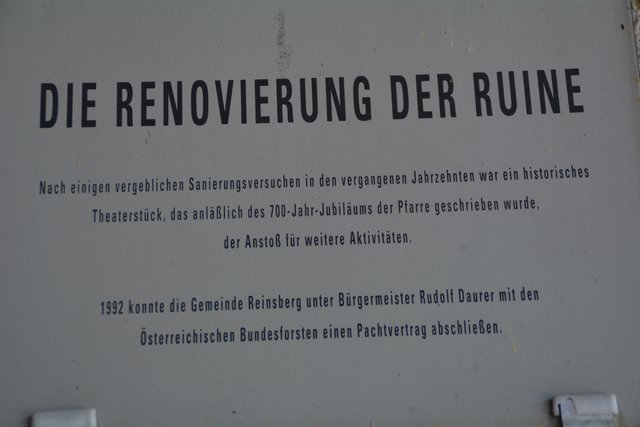 DIE RENOVIERUNG DER RUINE
Nach einigen vergeblichen Sanierungsversuchen in den vergangenen Jahrzehnten war ein historisches
Theaterstück, das anläßlich des 700-Jahr-Jubiläums der Pfarre geschrieben wurde,
der Anstoß für weitere Aktivitäten.
1992 konnte die Gemeinde Reinsberg unter Bürgermeister Rudolf Daurer mit den
Österreichischen Bundesforsten einen Pachtvertrag abschließen.